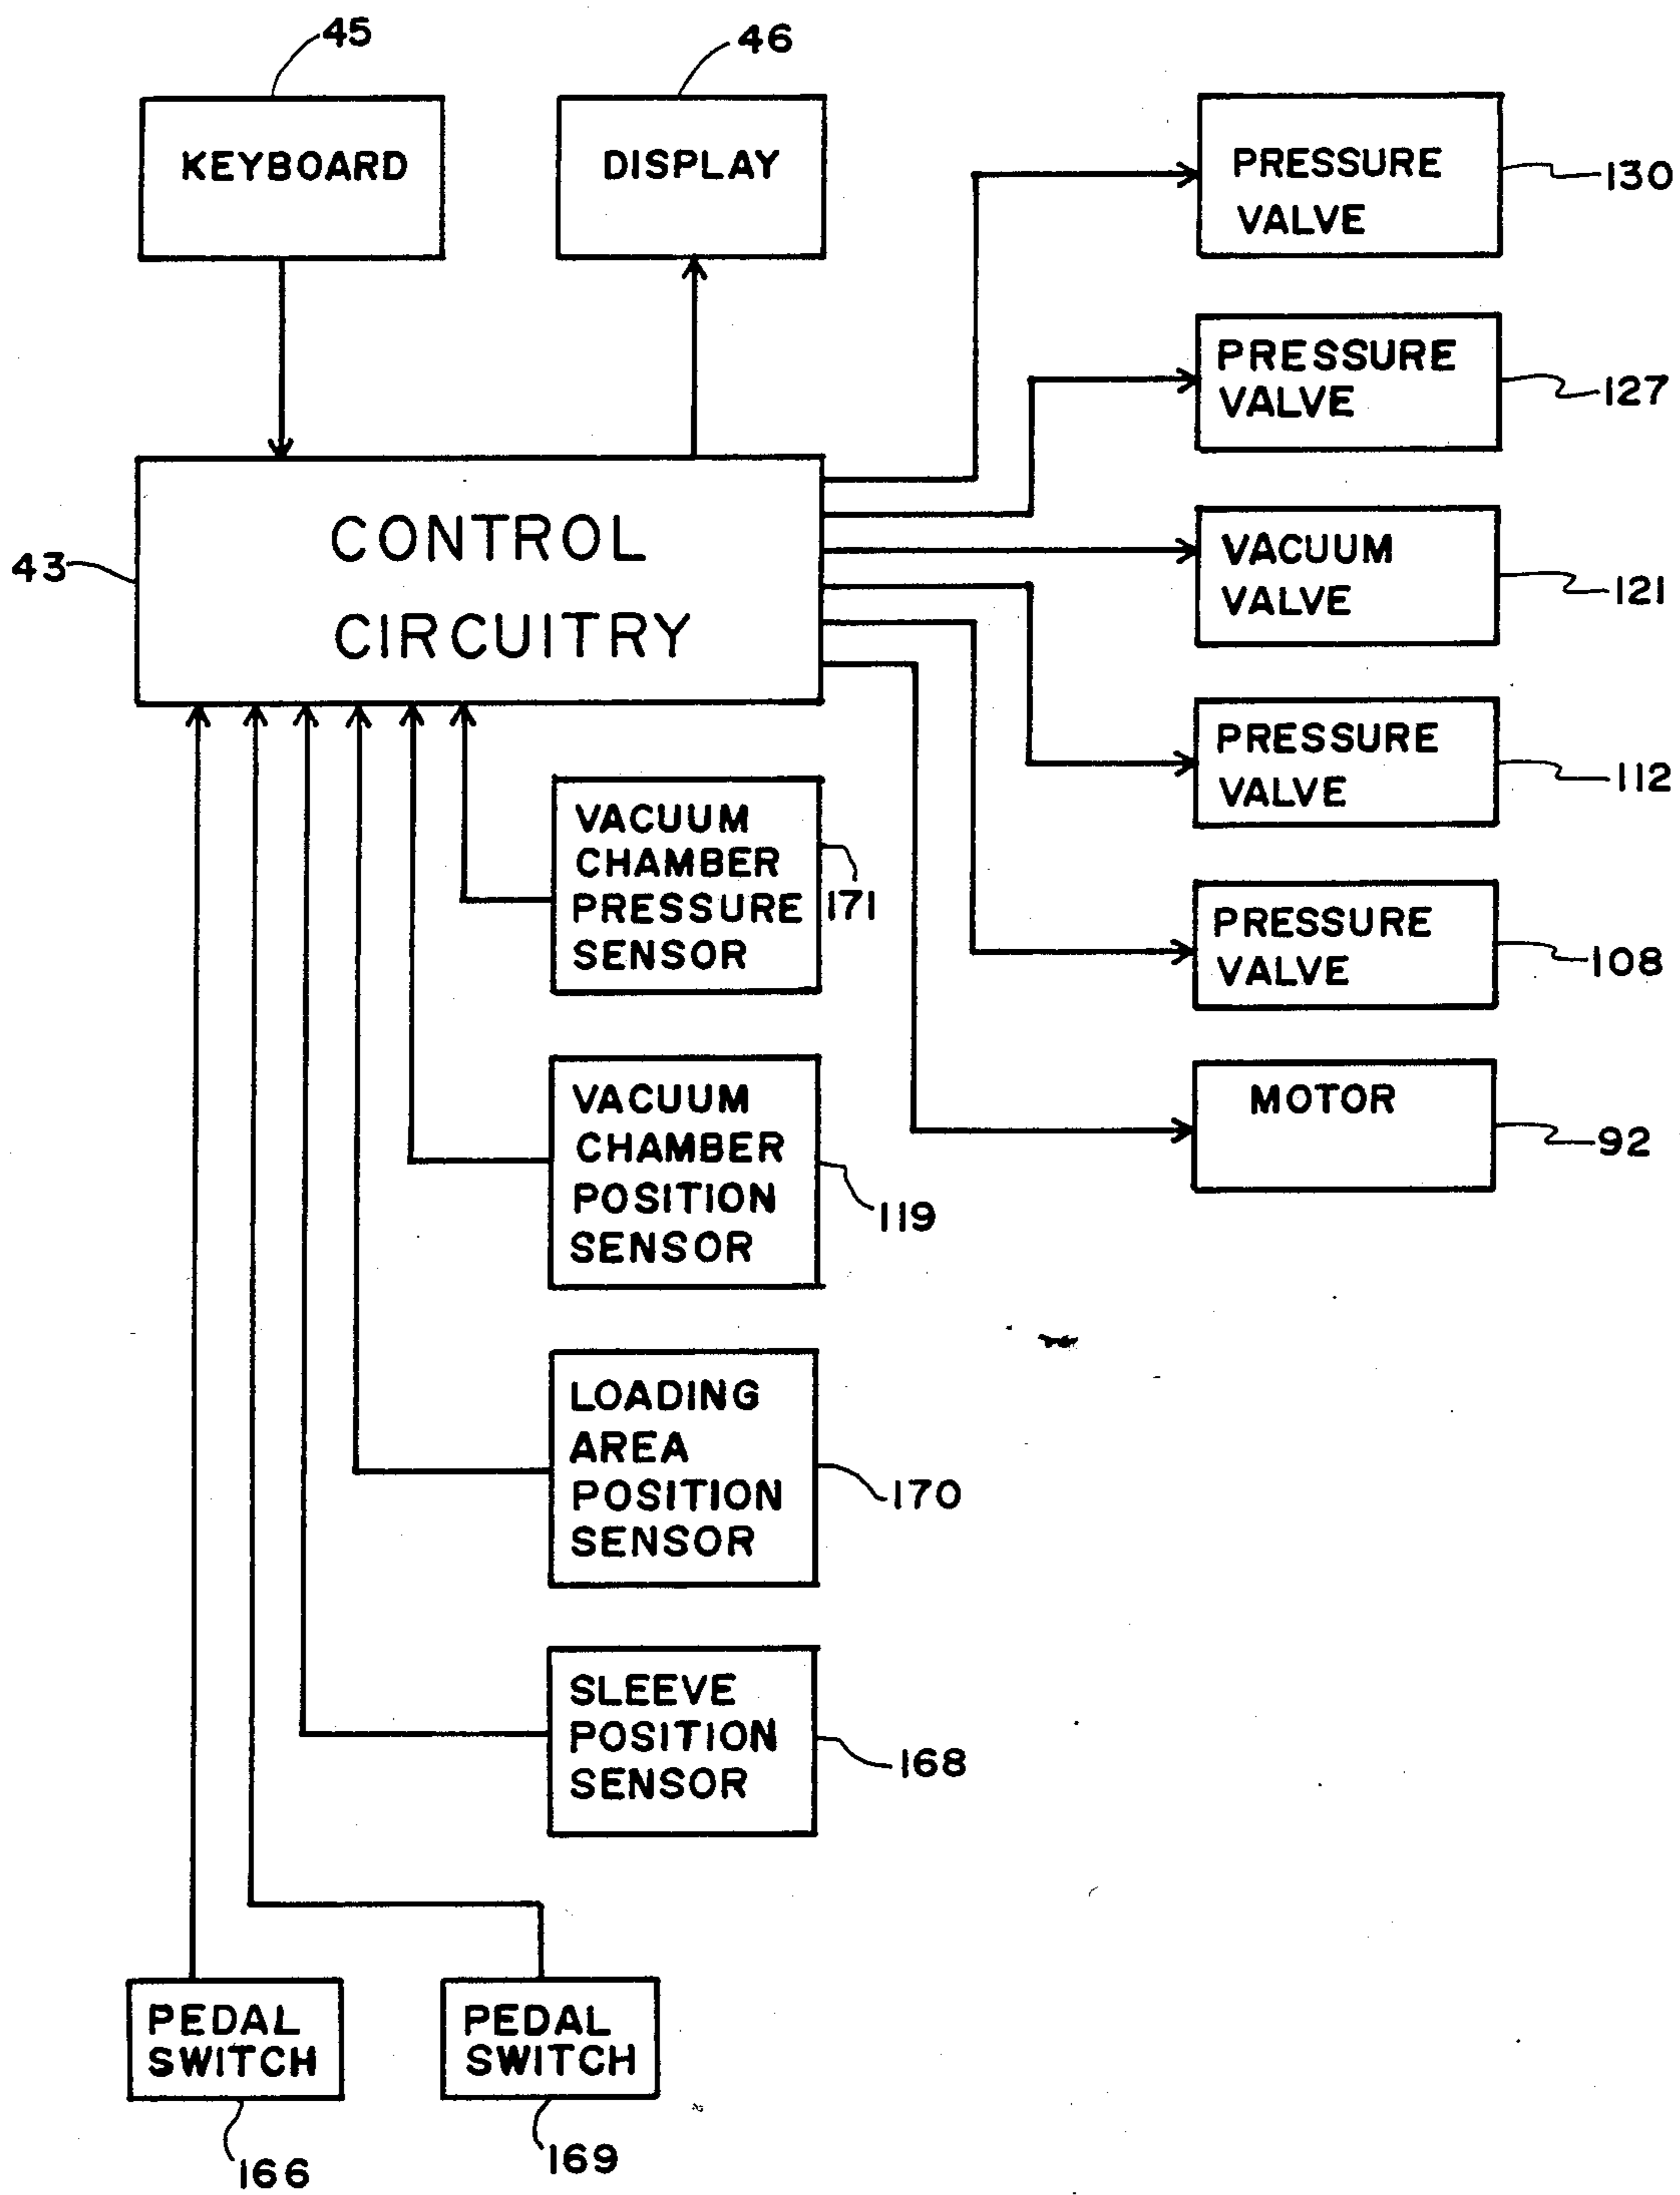 45
46
KEYBOARD
DISPLAY
PRESSURE
VALVE
130
PRESSURE
VALVE
127
43
CONTROL
CIRCUITRY
VACUUM
VALVE
121
PRESSURE
VALVE
112
VACUUM
CHAMBER
PRESSURE
SENSOR
171
PRESSURE
VALVE
108
VACUUM
CHAMBER
POSITION
SENSOR
119
MOTOR
92
LOADING
AREA
POSITION
SENSOR
170
SLEEVE
POSITION
SENSOR
168
PEDAL
SWITCH
166
PEDAL
SWITCH
169